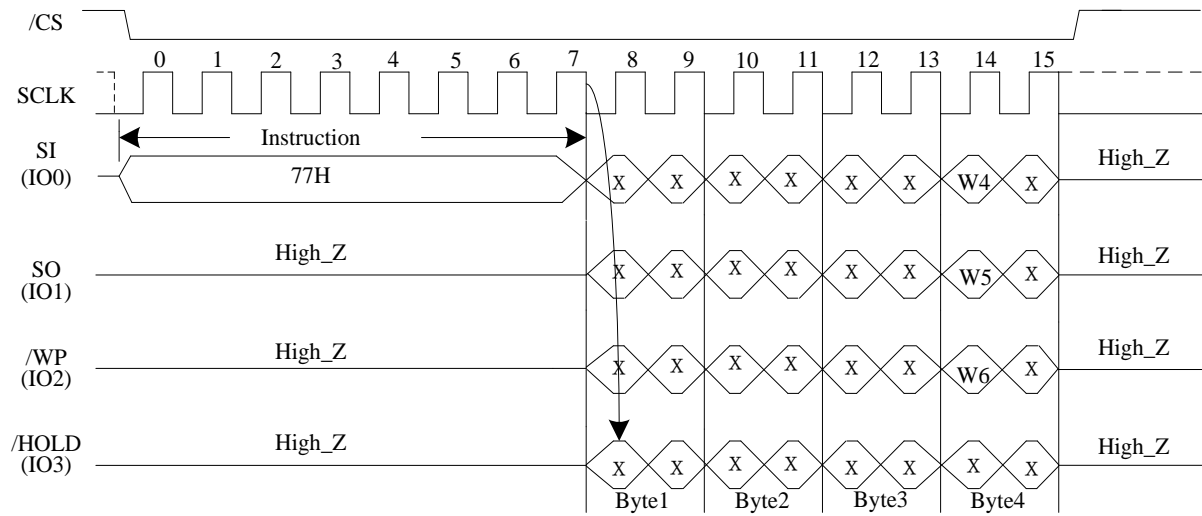 /CS
0 1 2 3 4 5 6 7 8 9 10 11 12 13 14 15
SCLK
Instruction
SI
(IO0)
77H
X X X X X X W4 X
High_Z
SO
(IO1)
High_Z
X X X X X X W5 X
High_Z
/WP
(IO2)
High_Z
X X X X X X W6 X
High_Z
/HOLD
(IO3)
High_Z
X X X X X X X X
High_Z
Byte1 Byte2 Byte3 Byte4